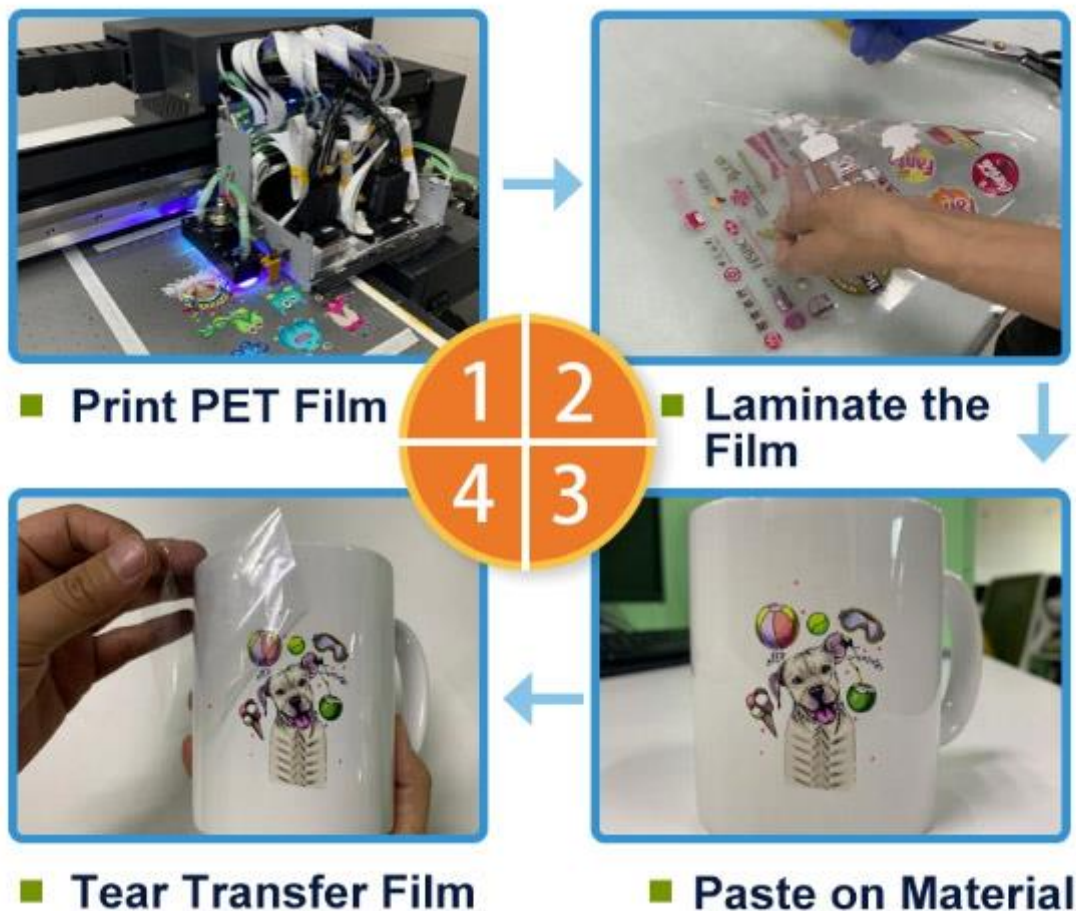 Print PET Film
1
2
Laminate the
Film
4
3
Tear Transfer Film
Paste on Material